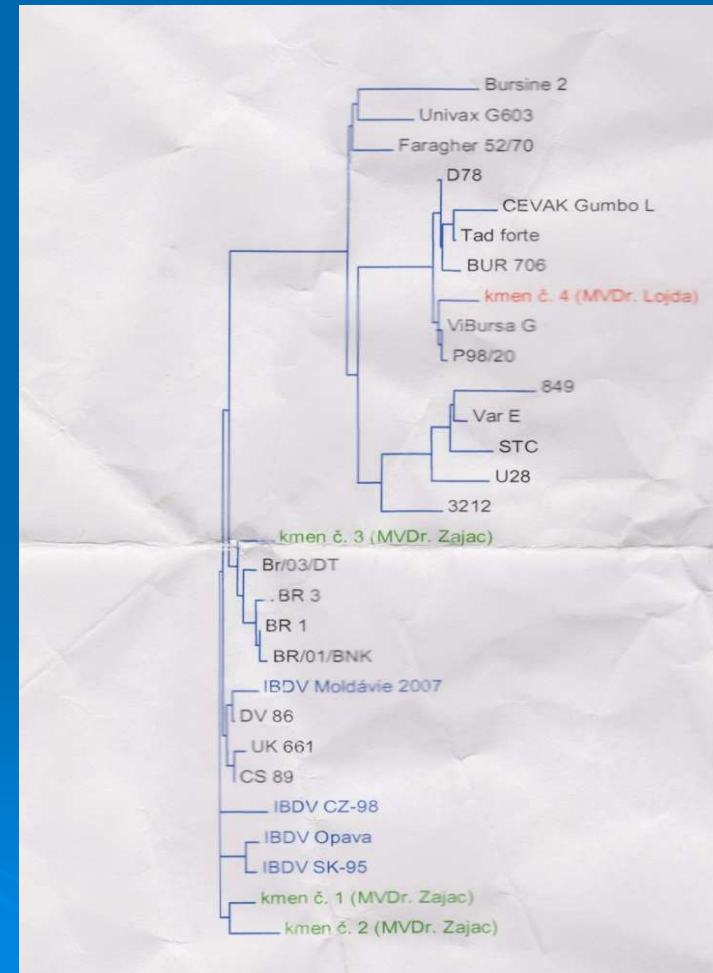 Bursine 2
Univax G603
Faragher 52/70
D78
CEVAK Gumbo L
Tad forte
BUR 706
kmen č. 4 (MVDr. Lojda)
ViBursa G
P98/20
849
Var E
STC
U28
3212
kmen č. 3 (MVDr. Zajac)
Br/03/DT
BR 3
BR 1
BR/01/BNK
IBDV Moldávie 2007
DV 86
UK 661
CS 89
IBDV CZ-98
IBDV Opava
IBDV SK-95
kmen č. 1 (MVDr. Zajac)
kmen č. 2 (MVDr. Zajac)